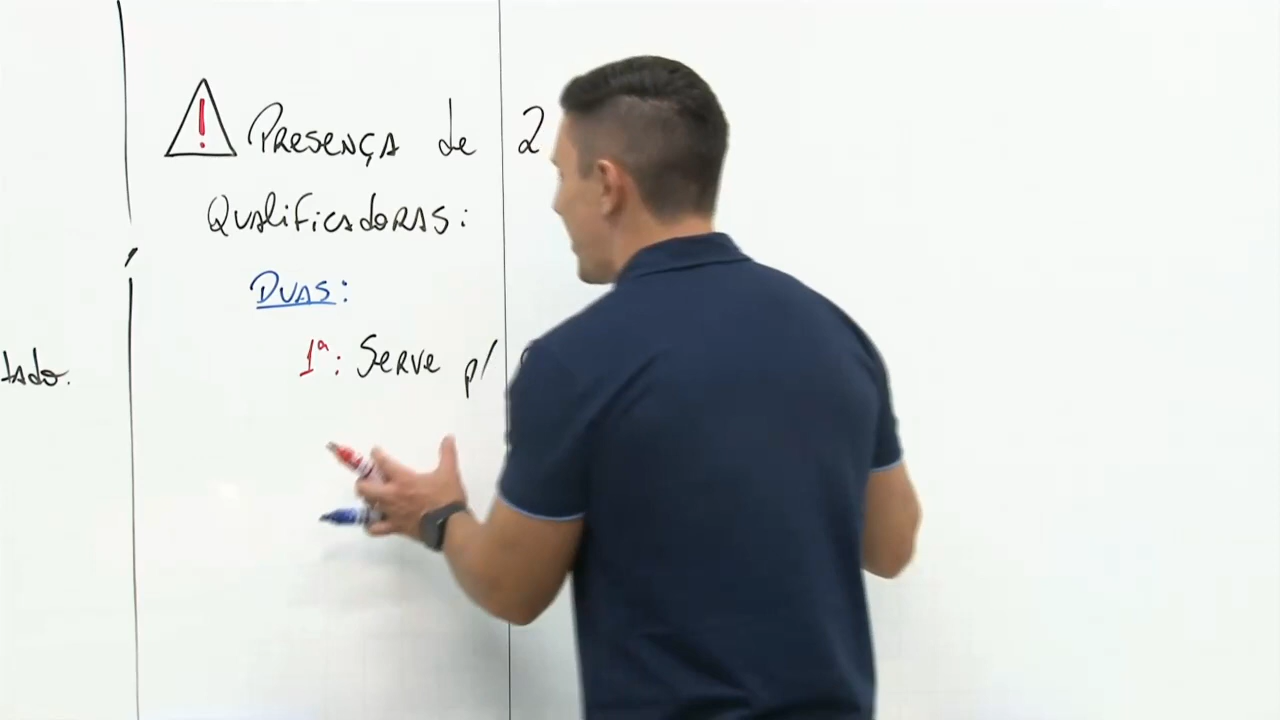 ! Presença de 2
Qualificadoras:
Duas:
1ª: Serve p/
tado.